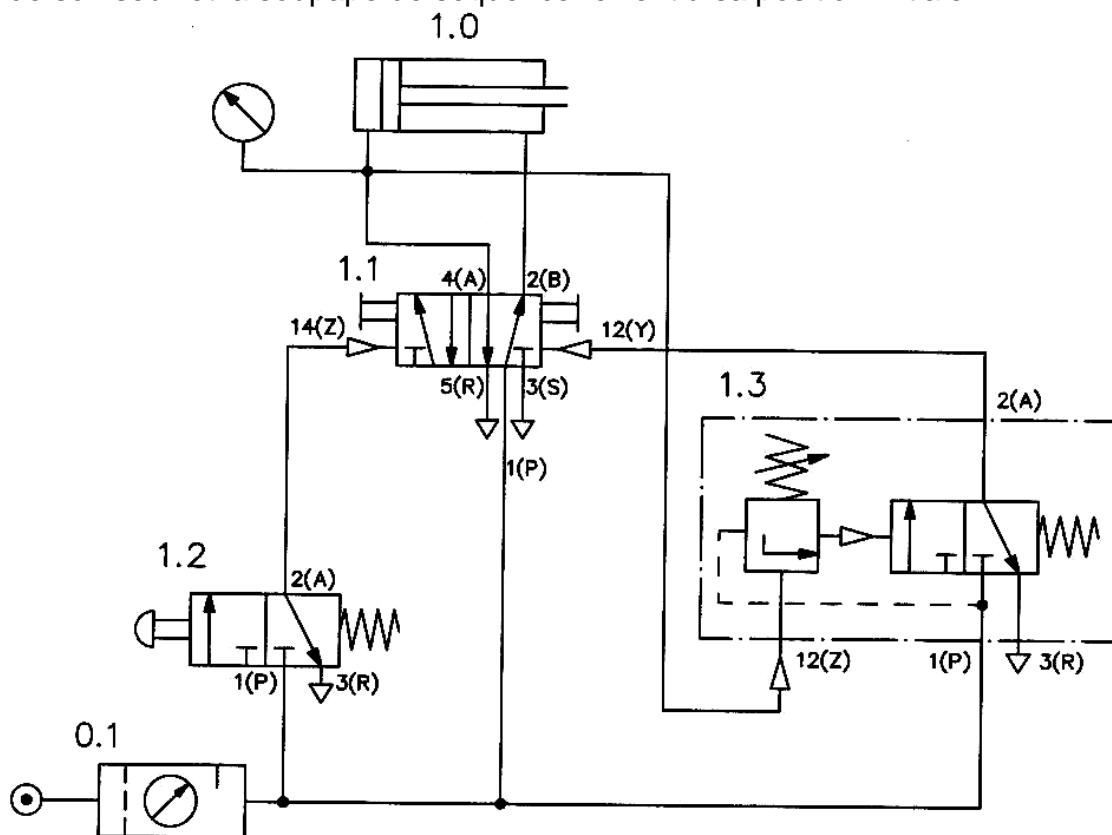 1.0
1.1
4(A) 2(B)
14(Z) 12(Y)
5(R) 3(S)
1(P)
1.3
2(A)
1.2
2(A)
12(Z) 1(P) 3(R)
1(P) 3(R)
0.1